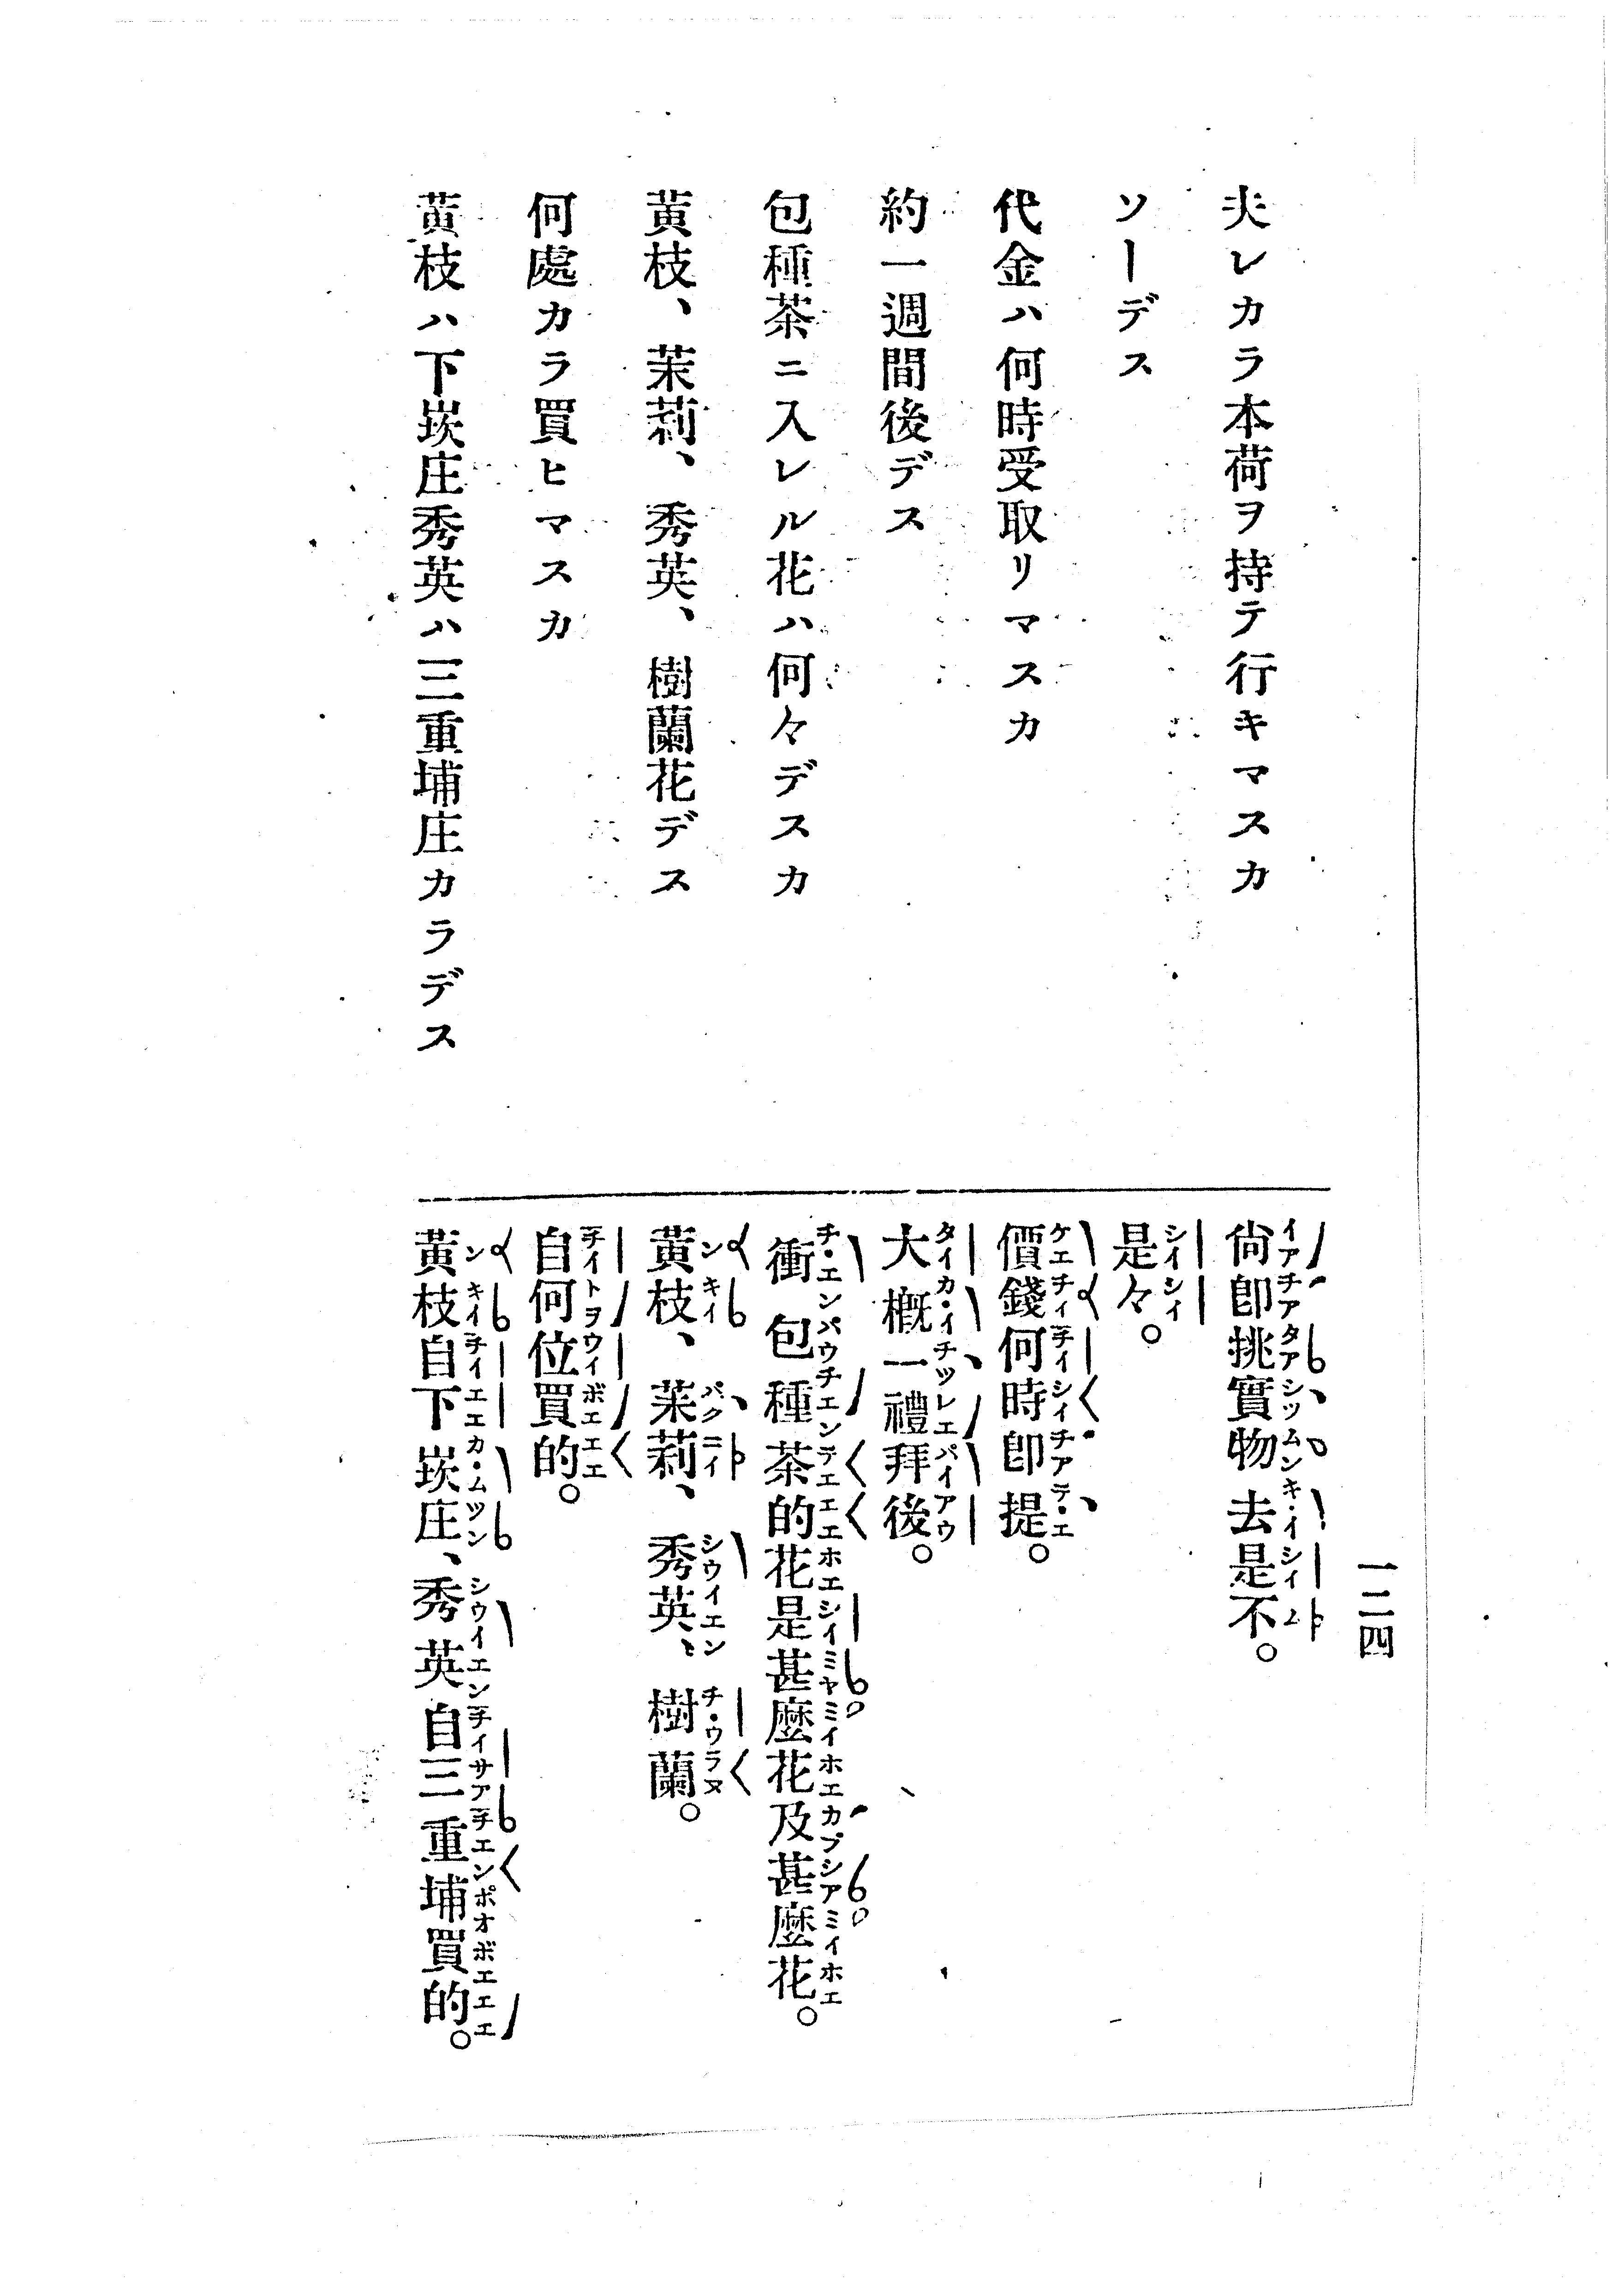 一二四
夫レカラ本荷ヲ持テ行キマスカ
ソーデス
代金ハ何時受取リマスカ
約一週間後デス
包種茶ニ入レル花ハ何々デスカ
黃枝、茉莉、秀英、樹蘭花デス
何處カラ買ヒマスカ
黃枝ハ下崁庄秀英ハ三重埔庄カラデス
尙卽挑實物去是不。
是々。
價錢何時卽提。
大槪一禮拜後。
衝包種茶的花是甚麼花及甚麼花。
黃枝、茉莉、秀英、樹蘭。
自何位買的。
黃枝自下崁庄、秀英自三重埔買的。